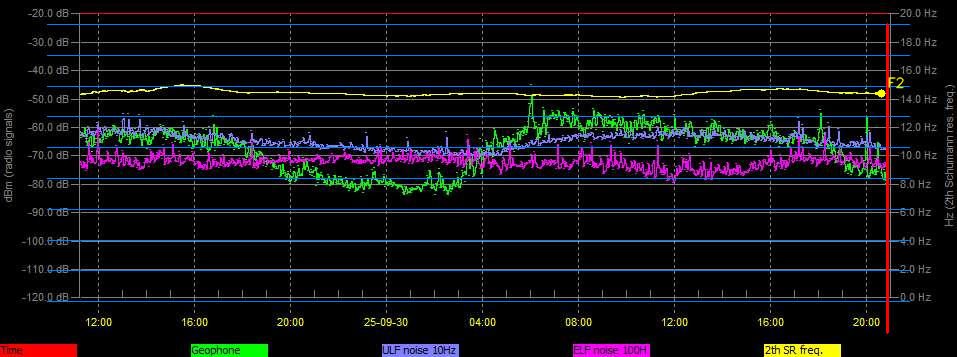 -20.0 dB 20.0 Hz
-30.0 dB 18.0 Hz
-40.0 dB 16.0 Hz
F2
-50.0 dB 14.0 Hz
-60.0 dB 12.0 Hz
-70.0 dB 10.0 Hz
-80.0 dB 8.0 Hz
-90.0 dB 6.0 Hz
-100.0 dB 4.0 Hz
-110.0 dB 2.0 Hz
-120.0 dB 0.0 Hz
dBm (radio signals)
Hz (2th Schumann res. freq.)
12:00 16:00 20:00 25-09-30 04:00 08:00 12:00 16:00 20:00
Time Geophone ULF noise 10Hz ELF noise 100H 2th SR freq.